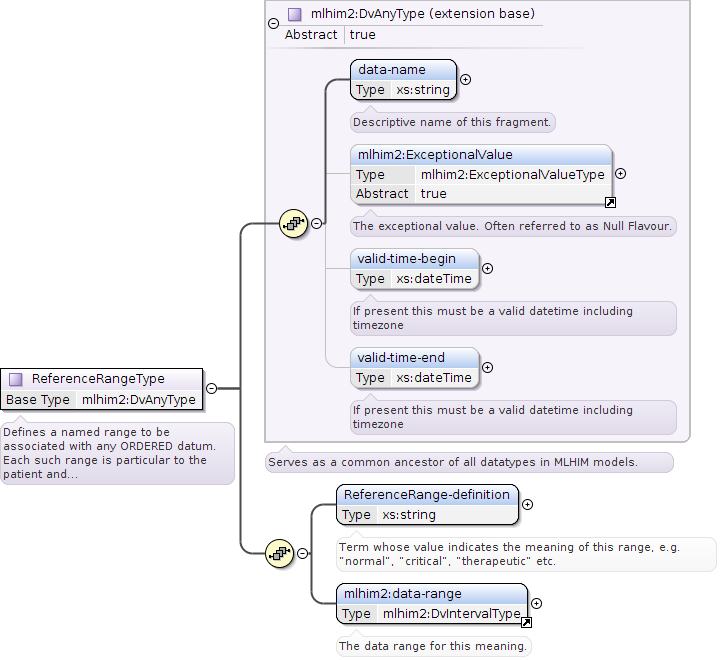 mlhim2:DvAnyType (extension base)
Abstract true
data-name
Type xs:string
Descriptive name of this fragment.
mlhim2:ExceptionalValue
Type mlhim2:ExceptionalValueType
Abstract true
The exceptional value. Often referred to as Null Flavour.
valid-time-begin
Type xs:dateTime
If present this must be a valid datetime including
timezone
valid-time-end
Type xs:dateTime
If present this must be a valid datetime including
timezone
ReferenceRangeType
Base Type mlhim2:DvAnyType
Defines a named range to be
associated with any ORDERED datum.
Each such range is particular to the
patient and...
Serves as a common ancestor of all datatypes in MLHIM models.
ReferenceRange-definition
Type xs:string
Term whose value indicates the meaning of this range, e.g.
"normal", "critical", "therapeutic" etc.
mlhim2:data-range
Type mlhim2:DvIntervalType
The data range for this meaning.